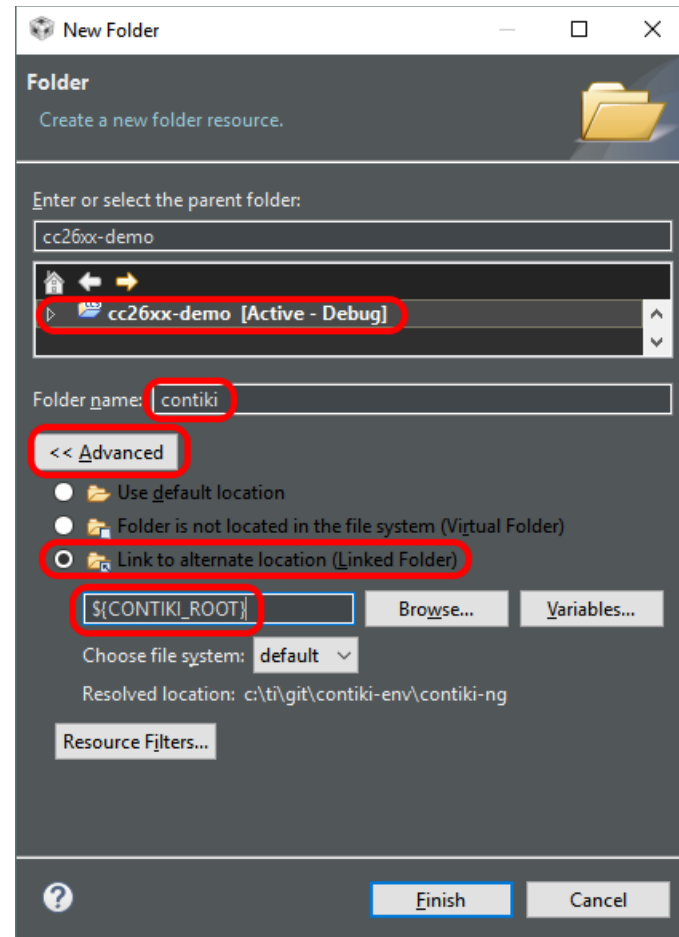 New Folder
Folder
Create a new folder resource.
Enter or select the parent folder:
cc26xx-demo
cc26xx-demo [Active - Debug]
Folder name: contiki
<< Advanced
Use default location
Folder is not located in the file system (Virtual Folder)
Link to alternate location (Linked Folder)
${CONTIKI_ROOT} Browse... Variables...
Choose file system: default
Resolved location: c:\ti\git\contiki-env\contiki-ng
Resource Filters...
? Finish Cancel